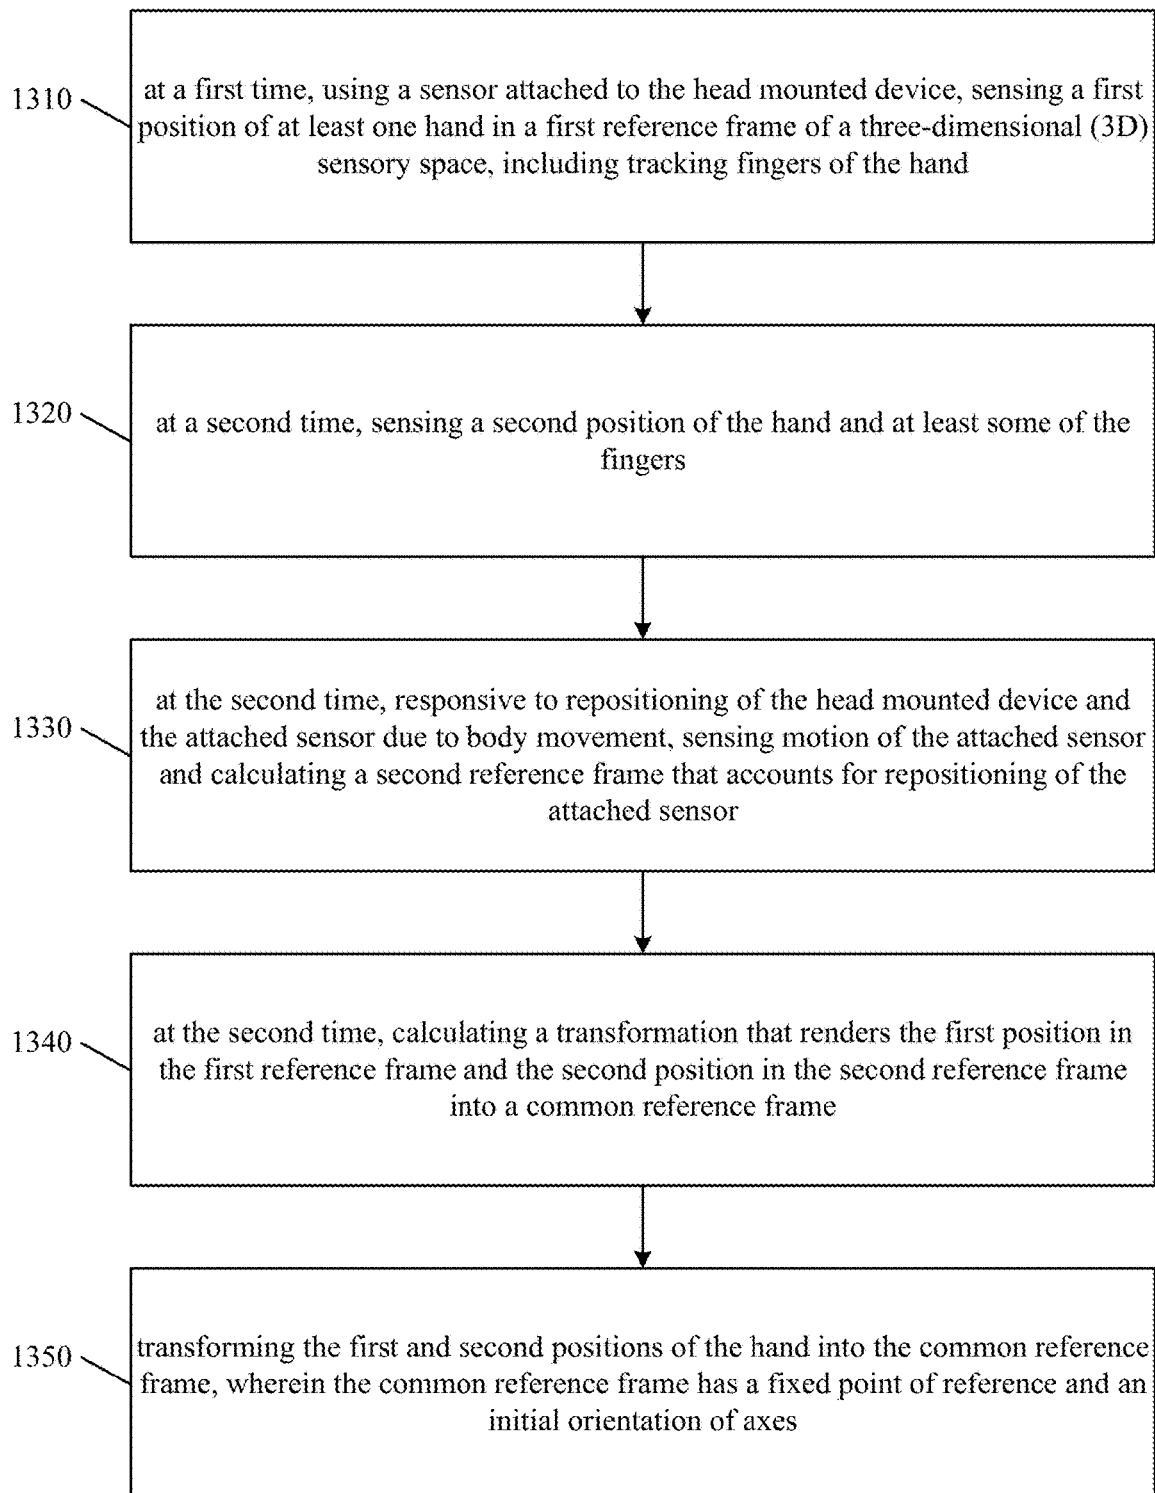 1310
at a first time, using a sensor attached to the head mounted device, sensing a first
position of at least one hand in a first reference frame of a three-dimensional (3D)
sensory space, including tracking fingers of the hand
1320
at a second time, sensing a second position of the hand and at least some of the
fingers
1330
at the second time, responsive to repositioning of the head mounted device and
the attached sensor due to body movement, sensing motion of the attached sensor
and calculating a second reference frame that accounts for repositioning of the
attached sensor
1340
at the second time, calculating a transformation that renders the first position in
the first reference frame and the second position in the second reference frame
into a common reference frame
1350
transforming the first and second positions of the hand into the common reference
frame, wherein the common reference frame has a fixed point of reference and an
initial orientation of axes